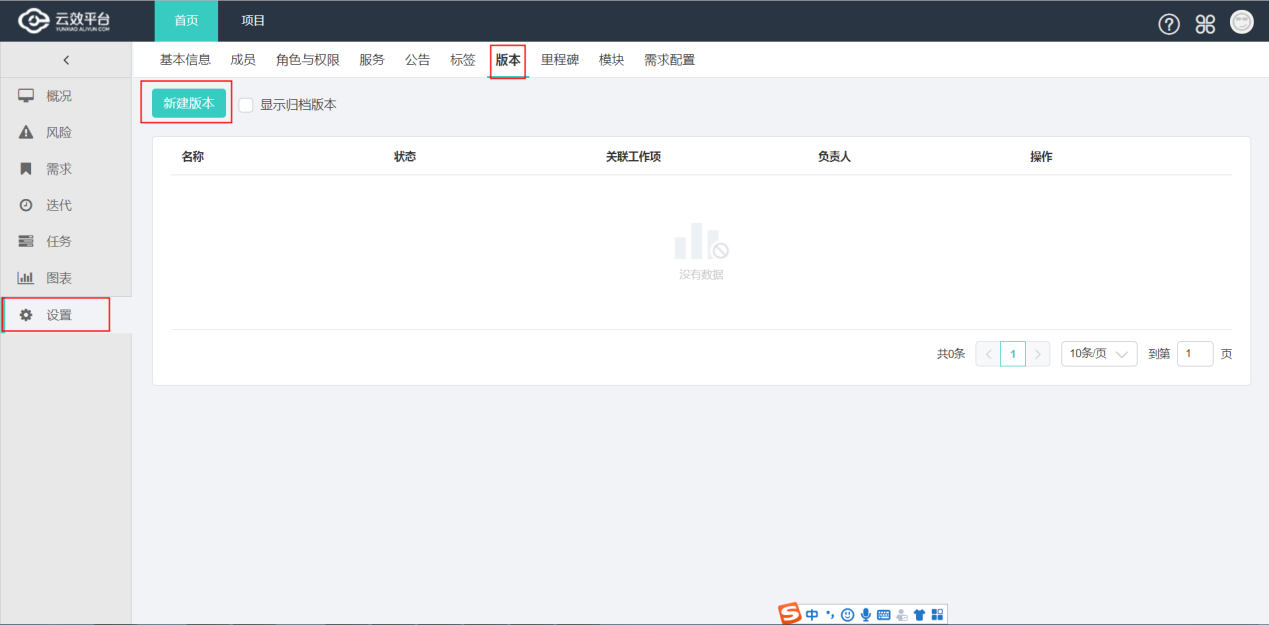 云效平台 首页 项目
YUNXIAO.ALIYUN.COM
基本信息 成员 角色与权限 服务 公告 标签 版本 里程碑 模块 需求配置
概况
风险
需求
迭代
任务
图表
设置
新建版本 显示归档版本
名称 状态 关联工作项 负责人 操作
没有数据
共0条 1 10条/页 到第 1 页
中